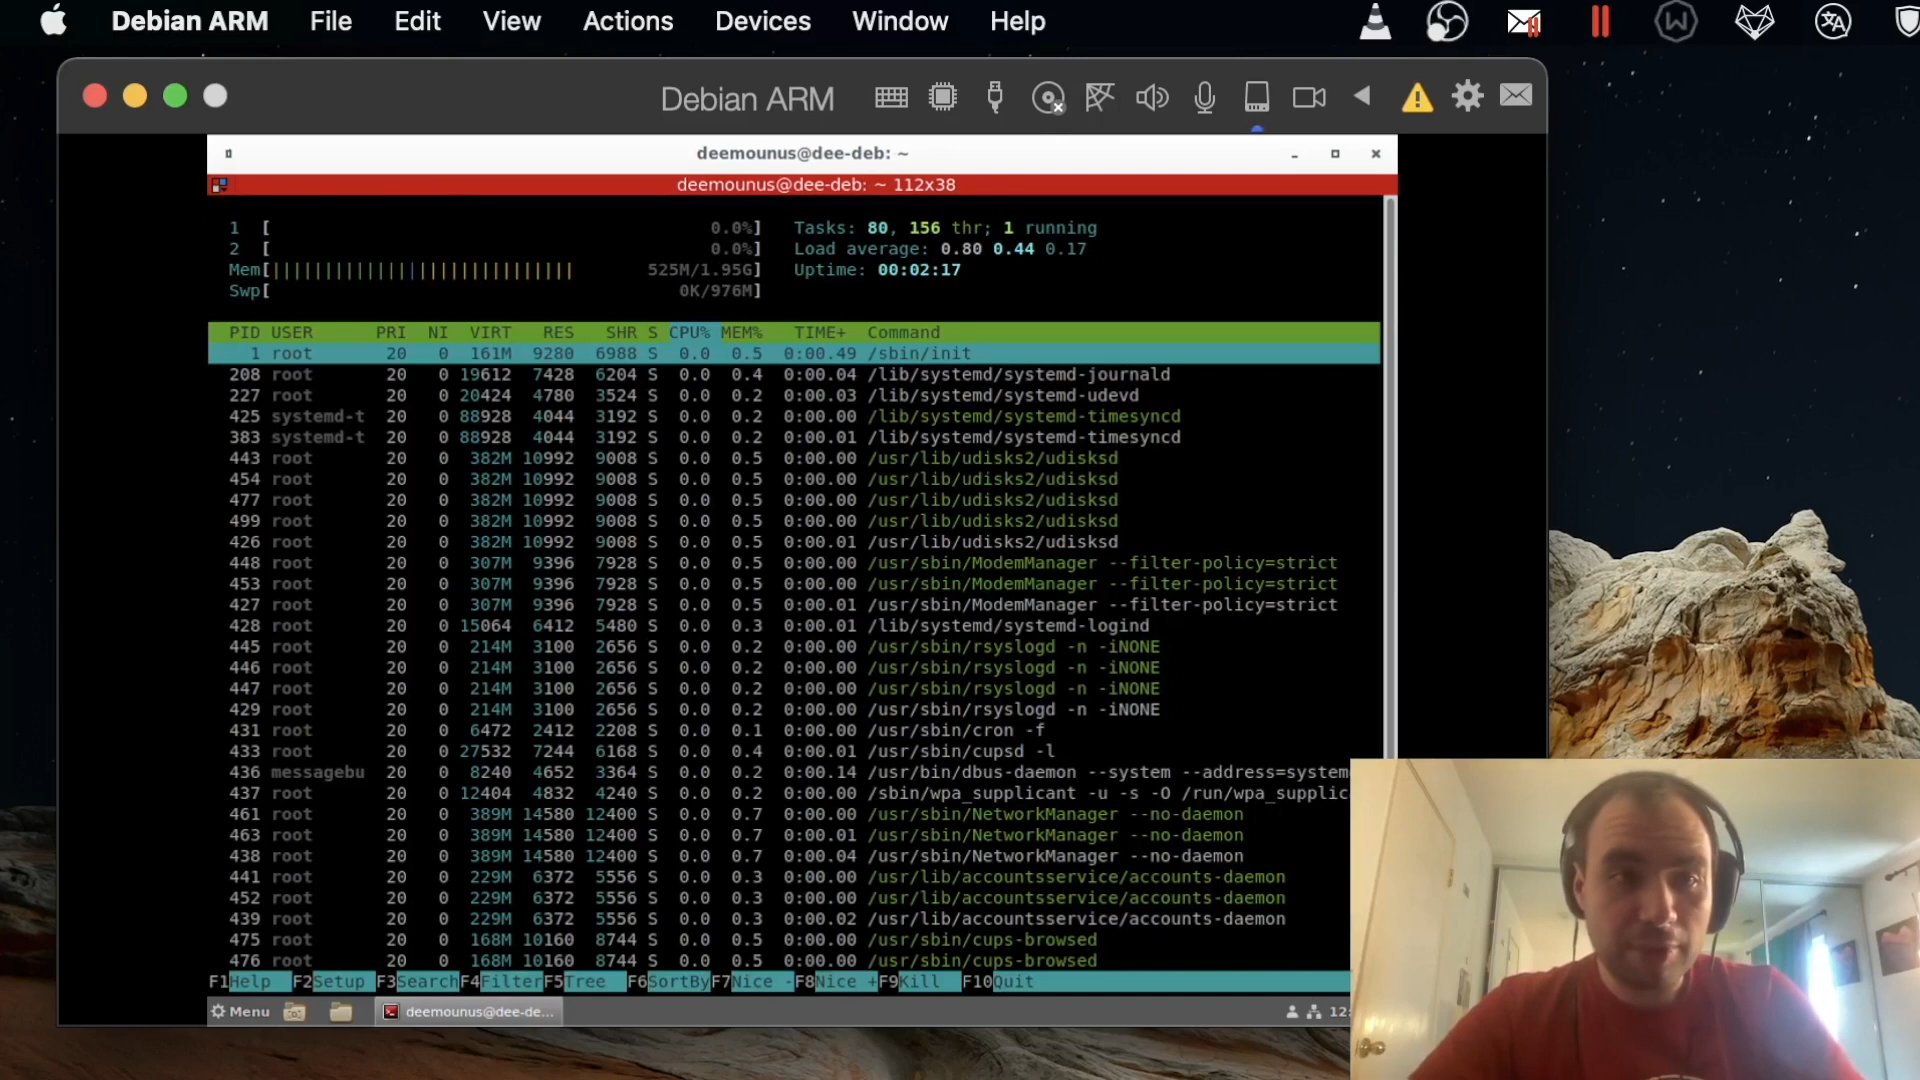 Debian ARM File Edit View Actions Devices Window Help
Debian ARM
deemounus@dee-deb: ~
deemounus@dee-deb: ~ 112x38
1 [ 0.0%] Tasks: 80, 156 thr; 1 running
2 [ 0.0%] Load average: 0.80 0.44 0.17
Mem[||||||||||||||||||||||||||||| 525M/1.95G] Uptime: 00:02:17
Swp[ 0K/976M]
PID USER PRI NI VIRT RES SHR S CPU% MEM% TIME+ Command
1 root 20 0 161M 9280 6988 S 0.0 0.5 0:00.49 /sbin/init
208 root 20 0 19612 7428 6204 S 0.0 0.4 0:00.04 /lib/systemd/systemd-journald
227 root 20 0 20424 4780 3524 S 0.0 0.2 0:00.03 /lib/systemd/systemd-udevd
425 systemd-t 20 0 88928 4044 3192 S 0.0 0.2 0:00.00 /lib/systemd/systemd-timesyncd
383 systemd-t 20 0 88928 4044 3192 S 0.0 0.2 0:00.01 /lib/systemd/systemd-timesyncd
443 root 20 0 382M 10992 9008 S 0.0 0.5 0:00.00 /usr/lib/udisks2/udisksd
454 root 20 0 382M 10992 9008 S 0.0 0.5 0:00.00 /usr/lib/udisks2/udisksd
477 root 20 0 382M 10992 9008 S 0.0 0.5 0:00.00 /usr/lib/udisks2/udisksd
499 root 20 0 382M 10992 9008 S 0.0 0.5 0:00.00 /usr/lib/udisks2/udisksd
426 root 20 0 382M 10992 9008 S 0.0 0.5 0:00.01 /usr/lib/udisks2/udisksd
448 root 20 0 307M 9396 7928 S 0.0 0.5 0:00.00 /usr/sbin/ModemManager --filter-policy=strict
453 root 20 0 307M 9396 7928 S 0.0 0.5 0:00.00 /usr/sbin/ModemManager --filter-policy=strict
427 root 20 0 307M 9396 7928 S 0.0 0.5 0:00.01 /usr/sbin/ModemManager --filter-policy=strict
428 root 20 0 15064 6412 5480 S 0.0 0.3 0:00.01 /lib/systemd/systemd-logind
445 root 20 0 214M 3100 2656 S 0.0 0.2 0:00.00 /usr/sbin/rsyslogd -n -iNONE
446 root 20 0 214M 3100 2656 S 0.0 0.2 0:00.00 /usr/sbin/rsyslogd -n -iNONE
447 root 20 0 214M 3100 2656 S 0.0 0.2 0:00.00 /usr/sbin/rsyslogd -n -iNONE
429 root 20 0 214M 3100 2656 S 0.0 0.2 0:00.00 /usr/sbin/rsyslogd -n -iNONE
431 root 20 0 6472 2412 2208 S 0.0 0.1 0:00.00 /usr/sbin/cron -f
433 root 20 0 27532 7244 6168 S 0.0 0.4 0:00.01 /usr/sbin/cupsd -l
436 messagebu 20 0 8240 4652 3364 S 0.0 0.2 0:00.14 /usr/bin/dbus-daemon --system --address=system
437 root 20 0 12404 4832 4240 S 0.0 0.2 0:00.00 /sbin/wpa_supplicant -u -s -O /run/wpa_supplic
461 root 20 0 389M 14580 12400 S 0.0 0.7 0:00.00 /usr/sbin/NetworkManager --no-daemon
463 root 20 0 389M 14580 12400 S 0.0 0.7 0:00.01 /usr/sbin/NetworkManager --no-daemon
438 root 20 0 389M 14580 12400 S 0.0 0.7 0:00.04 /usr/sbin/NetworkManager --no-daemon
441 root 20 0 229M 6372 5556 S 0.0 0.3 0:00.00 /usr/lib/accountsservice/accounts-daemon
452 root 20 0 229M 6372 5556 S 0.0 0.3 0:00.00 /usr/lib/accountsservice/accounts-daemon
439 root 20 0 229M 6372 5556 S 0.0 0.3 0:00.02 /usr/lib/accountsservice/accounts-daemon
475 root 20 0 168M 10160 8744 S 0.0 0.5 0:00.00 /usr/sbin/cups-browsed
476 root 20 0 168M 10160 8744 S 0.0 0.5 0:00.00 /usr/sbin/cups-browsed
F1Help F2Setup F3SearchF4FilterF5Tree F6SortByF7Nice -F8Nice +F9Kill F10Quit
Menu deemounus@dee-de... 12: